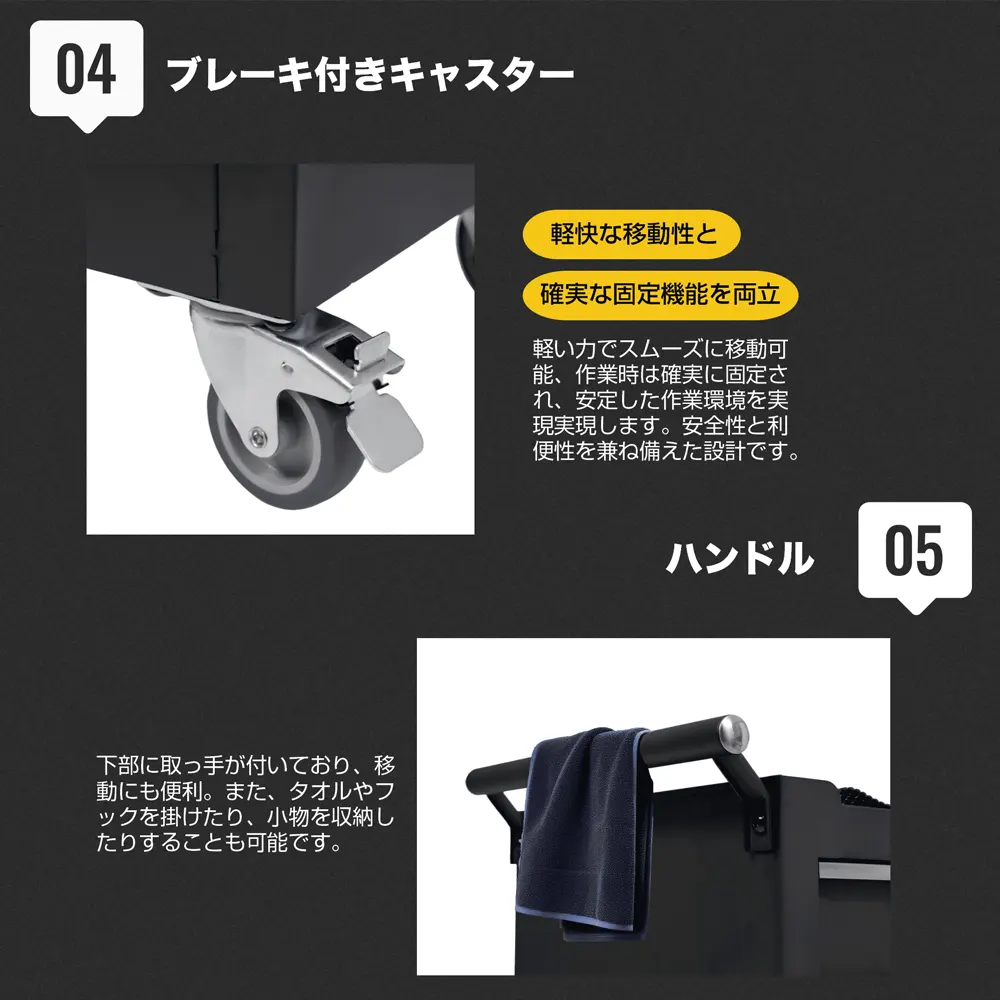 04
ブレーキ付きキャスター
軽快な移動性と
確実な固定機能を両立
軽い力でスムーズに移動可
能、作業時は確実に固定さ
れ、安定した作業環境を実
現実現します。安全性と利
便性を兼ね備えた設計です。
ハンドル
05
下部に取っ手が付いており、移
動にも便利。また、タオルやフ
ックを掛けたり、小物を収納し
たりすることも可能です。